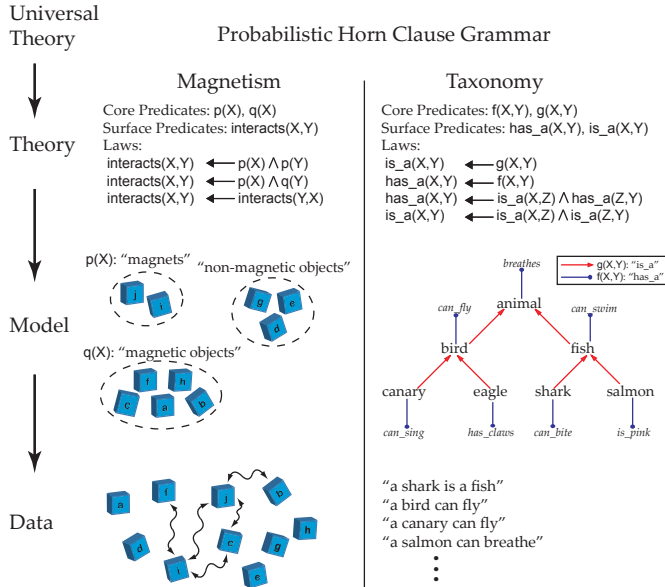 Universal
Theory
Probabilistic Horn Clause Grammar
Magnetism
Taxonomy
Theory
Core Predicates: p(X), q(X)
Surface Predicates: interacts(X,Y)
Laws:
interacts(X,Y) ← p(X) ∧ p(Y)
interacts(X,Y) ← p(X) ∧ q(Y)
interacts(X,Y) ← interacts(Y,X)
Core Predicates: f(X,Y), g(X,Y)
Surface Predicates: has_a(X,Y), is_a(X,Y)
Laws:
is_a(X,Y) ← g(X,Y)
has_a(X,Y) ← f(X,Y)
has_a(X,Y) ← is_a(X,Z) ∧ has_a(Z,Y)
is_a(X,Y) ← is_a(X,Z) ∧ is_a(Z,Y)
Model
p(X): “magnets”
j
i
“non-magnetic objects”
g
e
d
q(X): “magnetic objects”
f
h
c
a
b
g(X,Y): “is_a”
f(X,Y): “has_a”
breathes
animal
can_fly
can_swim
bird
fish
canary
eagle
shark
salmon
can_sing
has_claws
can_bite
is_pink
Data
a
f
j
b
d
c
g
h
i
e
“a shark is a fish”
“a bird can fly”
“a canary can fly”
“a salmon can breathe”